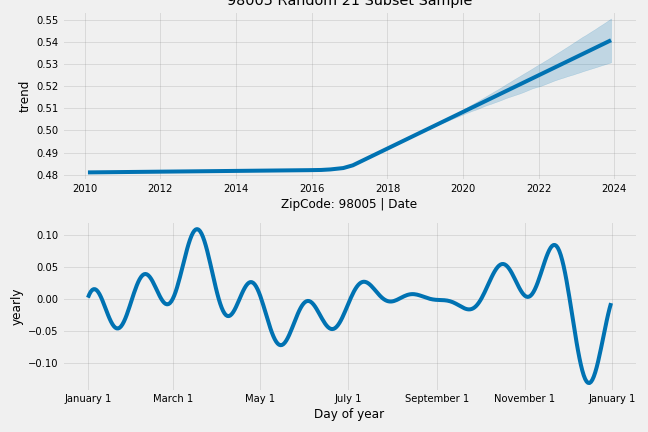 98005 Random 21 Subset Sample
0.55
0.54
0.53
0.52
0.51
0.50
0.49
0.48
trend
2010 2012 2014 2016 2018 2020 2022 2024
ZipCode: 98005 | Date
0.10
0.05
0.00
−0.05
−0.10
yearly
January 1 March 1 May 1 July 1 September 1 November 1 January 1
Day of year